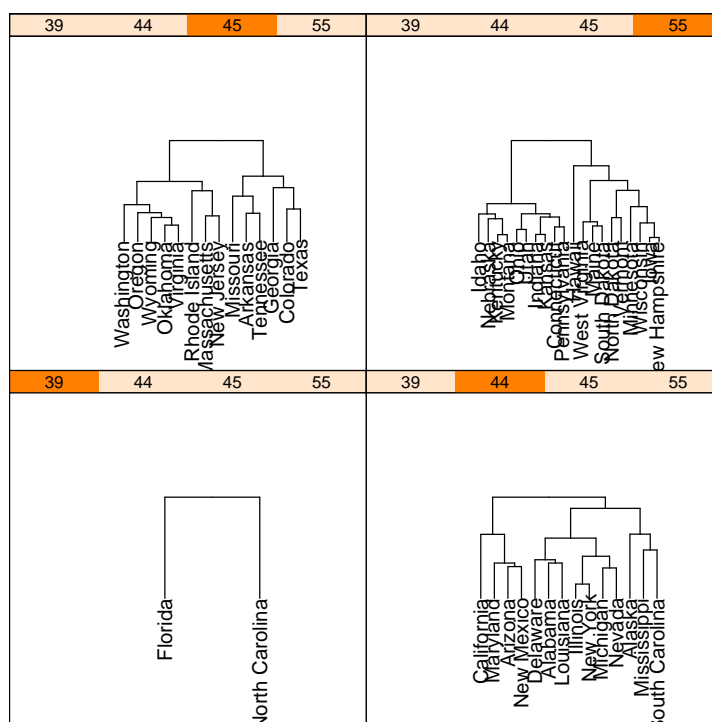 39 44 45 55
39 44 45 55
Washington
Oregon
Wyoming
Oklahoma
Virginia
Rhode Island
Massachusetts
New Jersey
Missouri
Arkansas
Tennessee
Georgia
Colorado
Texas
Idaho
Nebraska
Kentucky
Montana
Ohio
Utah
Indiana
Kansas
Connecticut
Pennsylvania
Hawaii
West Virginia
Maine
South Dakota
North Dakota
Vermont
Minnesota
Wisconsin
Iowa
ew Hampshire
39 44 45 55
39 44 45 55
Florida
North Carolina
California
Maryland
Arizona
New Mexico
Delaware
Alabama
Louisiana
Illinois
New York
Michigan
Nevada
Alaska
Mississippi
South Carolina